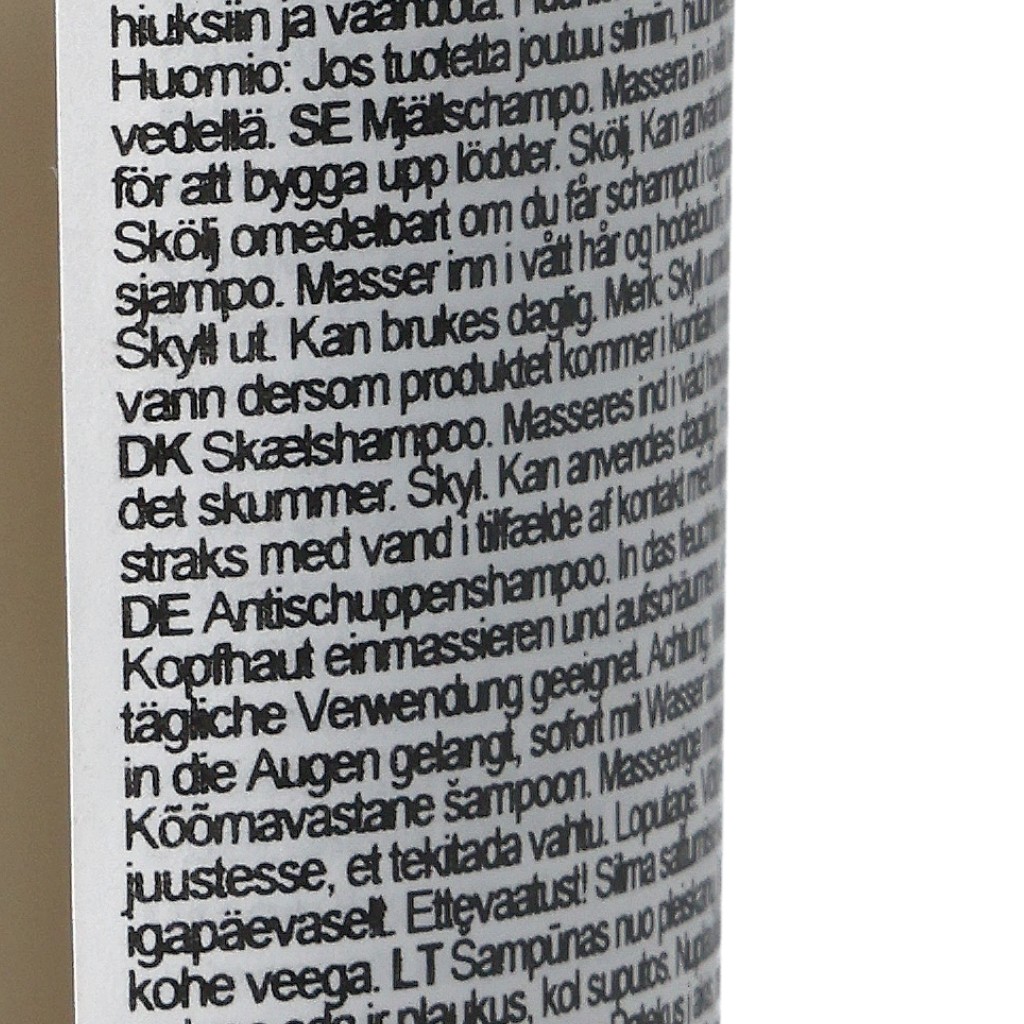 hiuksiin ja
Huomio: Jos tuotetta joutuu silmiin, huuhtele
vedellä. SE Mjällschampo. Massera in i vått
för att bygga upp lödder. Skölj. Kan användas
Skölj omedelbart om du får schampot i ögonen
sjampo. Masser inn i vått hår og hodebunn,
Skyll ut. Kan brukes daglig. Merk: Skyll
vann dersom produktet kommer i kontakt
DK Skælshampoo. Masseres ind i våd
det skummer. Skyl. Kan anvendes dagligt.
straks med vand i tilfælde af kontakt med
DE Antischuppenshampoo. In das feuchte
Kopfhaut einmassieren und aufschäumen.
tägliche Verwendung geeignet. Achtung:
in die Augen gelangt, sofort mit Wasser
Kõõmavastane šampoon. Masseerige
juustesse, et tekitada vahtu. Loputage.
igapäevaselt. Ettevaatust! Silma
kohe veega. LT Šampūnas nuo pleiskanų.
ir plaukus, kol suputos.